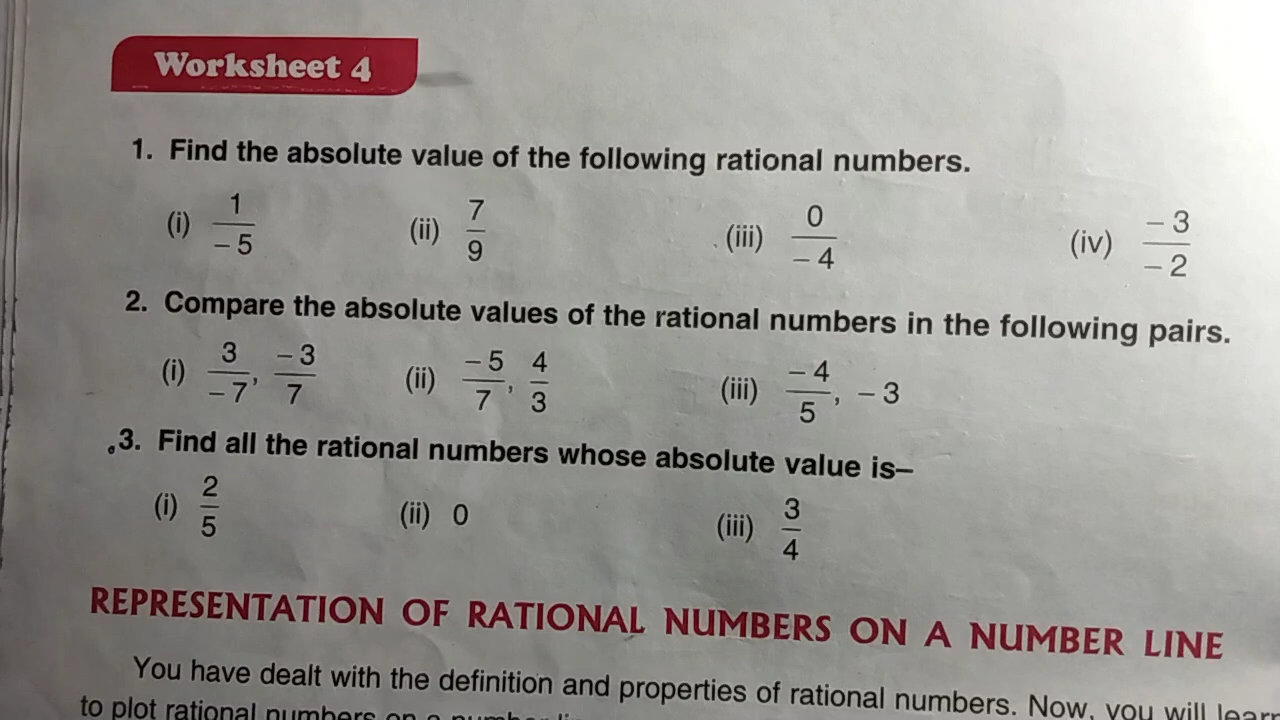 Worksheet 4
1. Find the absolute value of the following rational numbers.
(i) 1/-5 (ii) 7/9 (iii) 0/-4 (iv) -3/-2
2. Compare the absolute values of the rational numbers in the following pairs.
(i) 3/-7, -3/7 (ii) -5/7, 4/3 (iii) -4/5, -3
3. Find all the rational numbers whose absolute value is–
(i) 2/5 (ii) 0 (iii) 3/4
REPRESENTATION OF RATIONAL NUMBERS ON A NUMBER LINE
You have dealt with the definition and properties of rational numbers. Now, you will learn
to plot rational numbers on a number